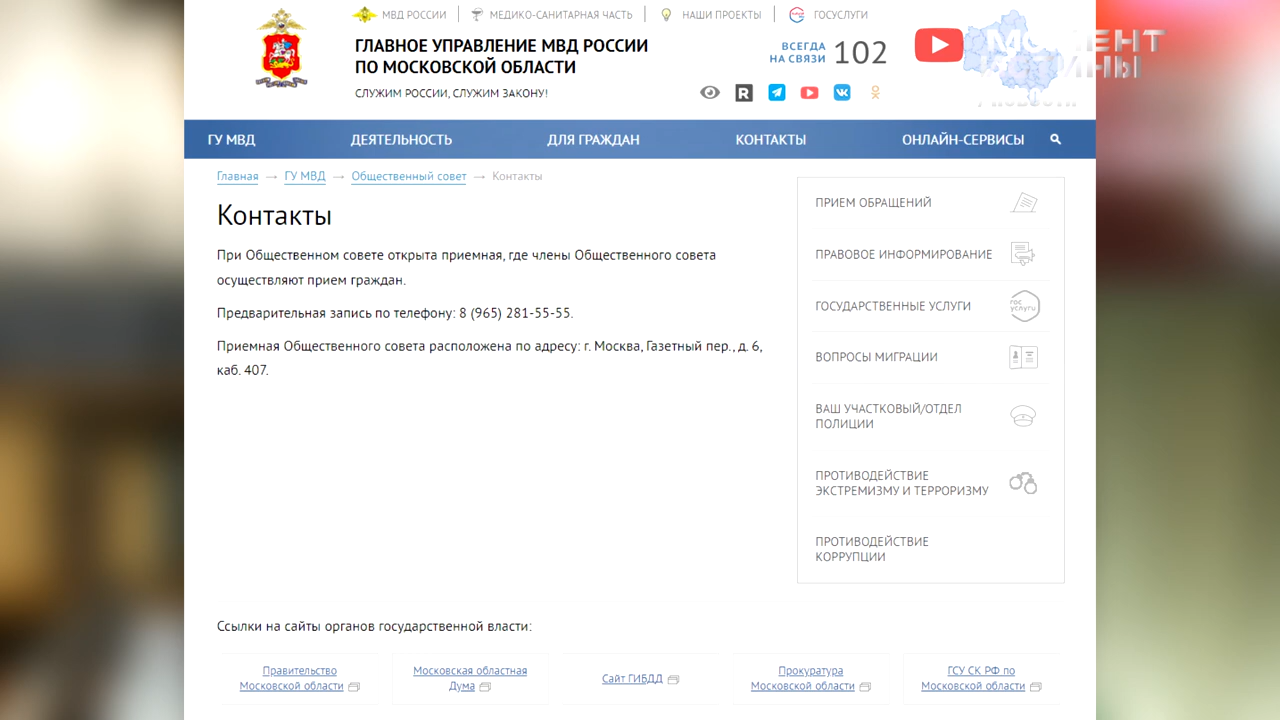 МВД РОССИИ
МЕДИКО-САНИТАРНАЯ ЧАСТЬ
НАШИ ПРОЕКТЫ
ГОСУСЛУГИ
ГЛАВНОЕ УПРАВЛЕНИЕ МВД РОССИИ
ПО МОСКОВСКОЙ ОБЛАСТИ
СЛУЖИМ РОССИИ, СЛУЖИМ ЗАКОНУ!
ВСЕГДА
НА СВЯЗИ
102
ГУ МВД
ДЕЯТЕЛЬНОСТЬ
ДЛЯ ГРАЖДАН
КОНТАКТЫ
ОНЛАЙН-СЕРВИСЫ
Главная → ГУ МВД → Общественный совет → Контакты
Контакты
При Общественном совете открыта приемная, где члены Общественного совета
осуществляют прием граждан.
Предварительная запись по телефону: 8 (965) 281-55-55.
Приемная Общественного совета расположена по адресу: г. Москва, Газетный пер., д. 6,
каб. 407.
ПРИЕМ ОБРАЩЕНИЙ
ПРАВОВОЕ ИНФОРМИРОВАНИЕ
ГОСУДАРСТВЕННЫЕ УСЛУГИ
гос
услуги
ВОПРОСЫ МИГРАЦИИ
ВАШ УЧАСТКОВЫЙ/ОТДЕЛ
ПОЛИЦИИ
ПРОТИВОДЕЙСТВИЕ
ЭКСТРЕМИЗМУ И ТЕРРОРИЗМУ
ПРОТИВОДЕЙСТВИЕ
КОРРУПЦИИ
Ссылки на сайты органов государственной власти:
Правительство
Московской области
Московская областная
Дума
Сайт ГИБДД
Прокуратура
Московской области
ГСУ СК РФ по
Московской области